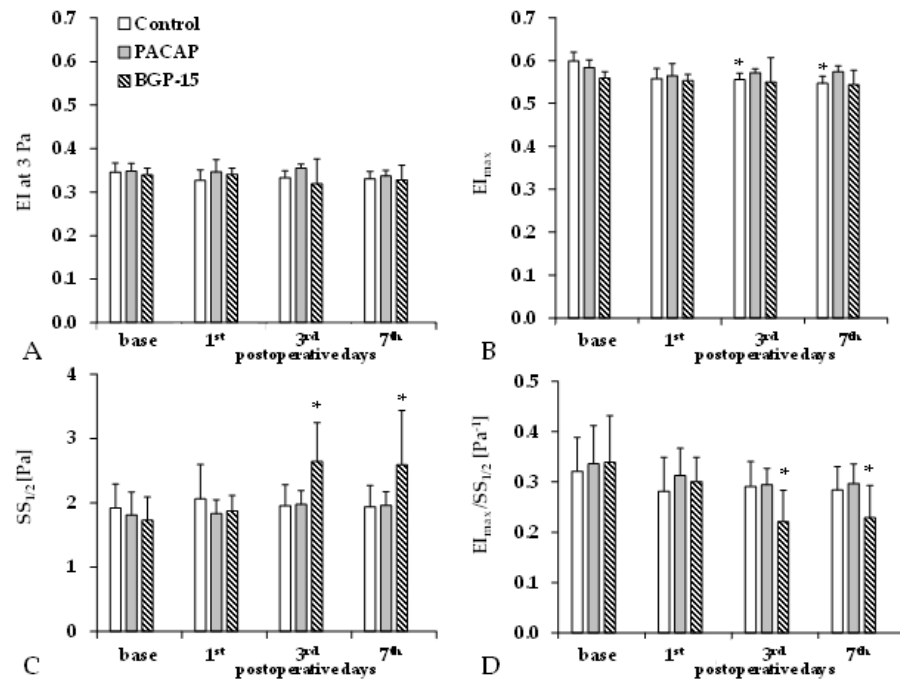 0.7
0.6
0.5
0.4
0.3
0.2
0.1
0.0
EI at 3 Pa
Control
PACAP
BGP-15
base 1st 3rd 7th
postoperative days
A
0.7
0.6
0.5
0.4
0.3
0.2
0.1
0.0
EImax
* *
base 1st 3rd 7th
postoperative days
B
4
3
2
1
0
SS1/2 [Pa]
* *
base 1st 3rd 7th
postoperative days
C
0.5
0.4
0.3
0.2
0.1
0.0
EImax/SS1/2 [Pa-1]
* *
base 1st 3rd 7th
postoperative days
D